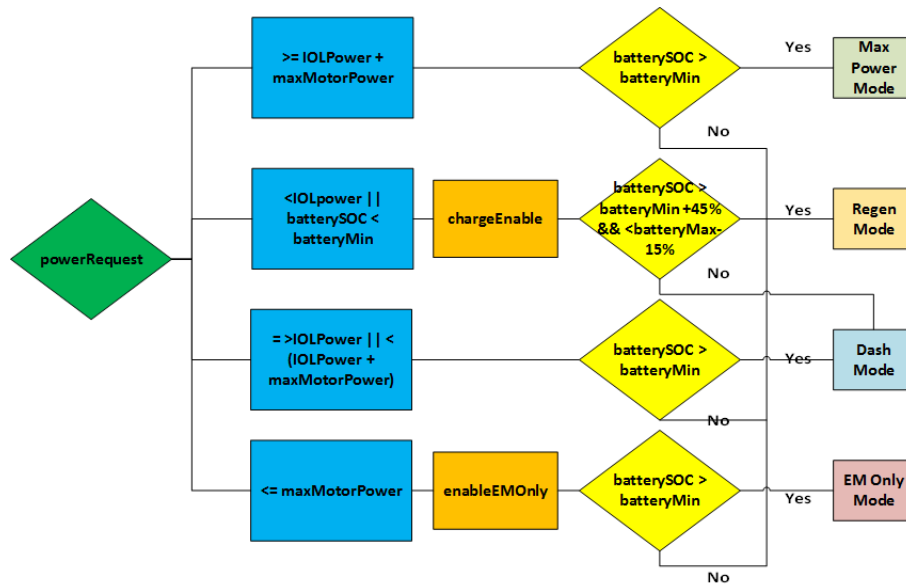 >= IOLPower +
maxMotorPower
batterySOC >
batteryMin
Yes
Max
Power
Mode
No
powerRequest
<IOLpower ||
batterySOC <
batteryMin
chargeEnable
batterySOC >
batteryMin +45%
&& <batteryMax-
15%
Yes
Regen
Mode
No
= >IOLPower || <
(IOLPower +
maxMotorPower)
batterySOC >
batteryMin
Yes
Dash
Mode
No
<= maxMotorPower
enableEMOnly
batterySOC >
batteryMin
Yes
EM Only
Mode
No